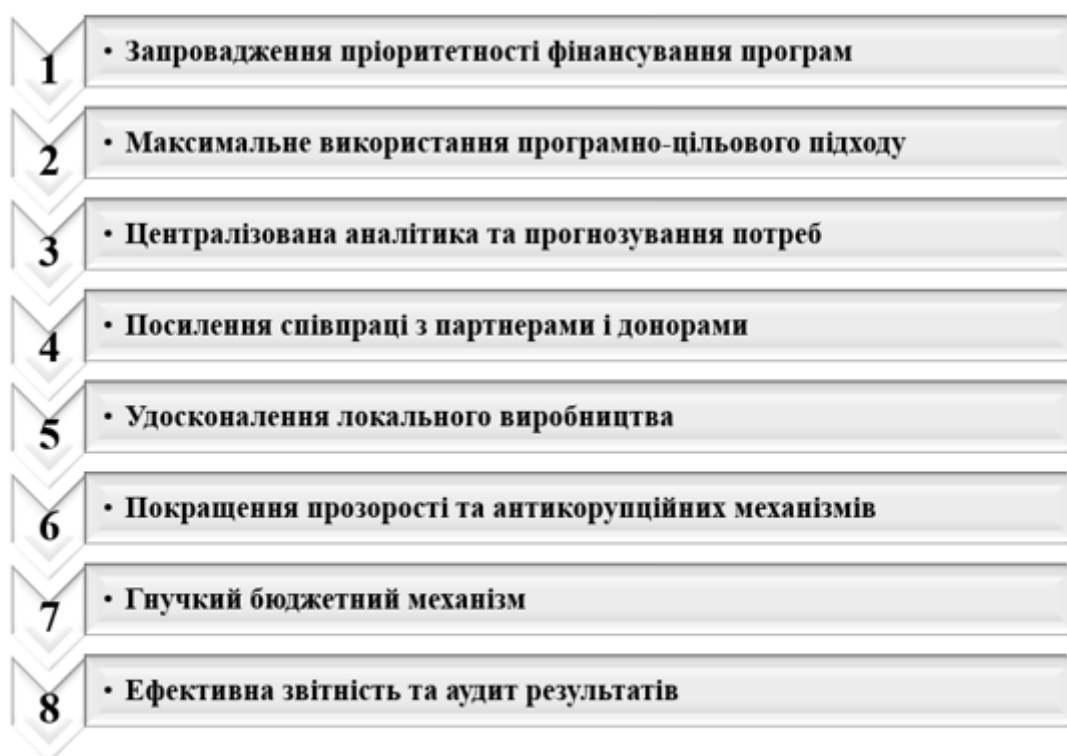 1 • Запровадження пріоритетності фінансування програм
2 • Максимальне використання програмно-цільового підходу
3 • Централізована аналітика та прогнозування потреб
4 • Посилення співпраці з партнерами і донорами
5 • Удосконалення локального виробництва
6 • Покращення прозорості та антикорупційних механізмів
7 • Гнучкий бюджетний механізм
8 • Ефективна звітність та аудит результатів